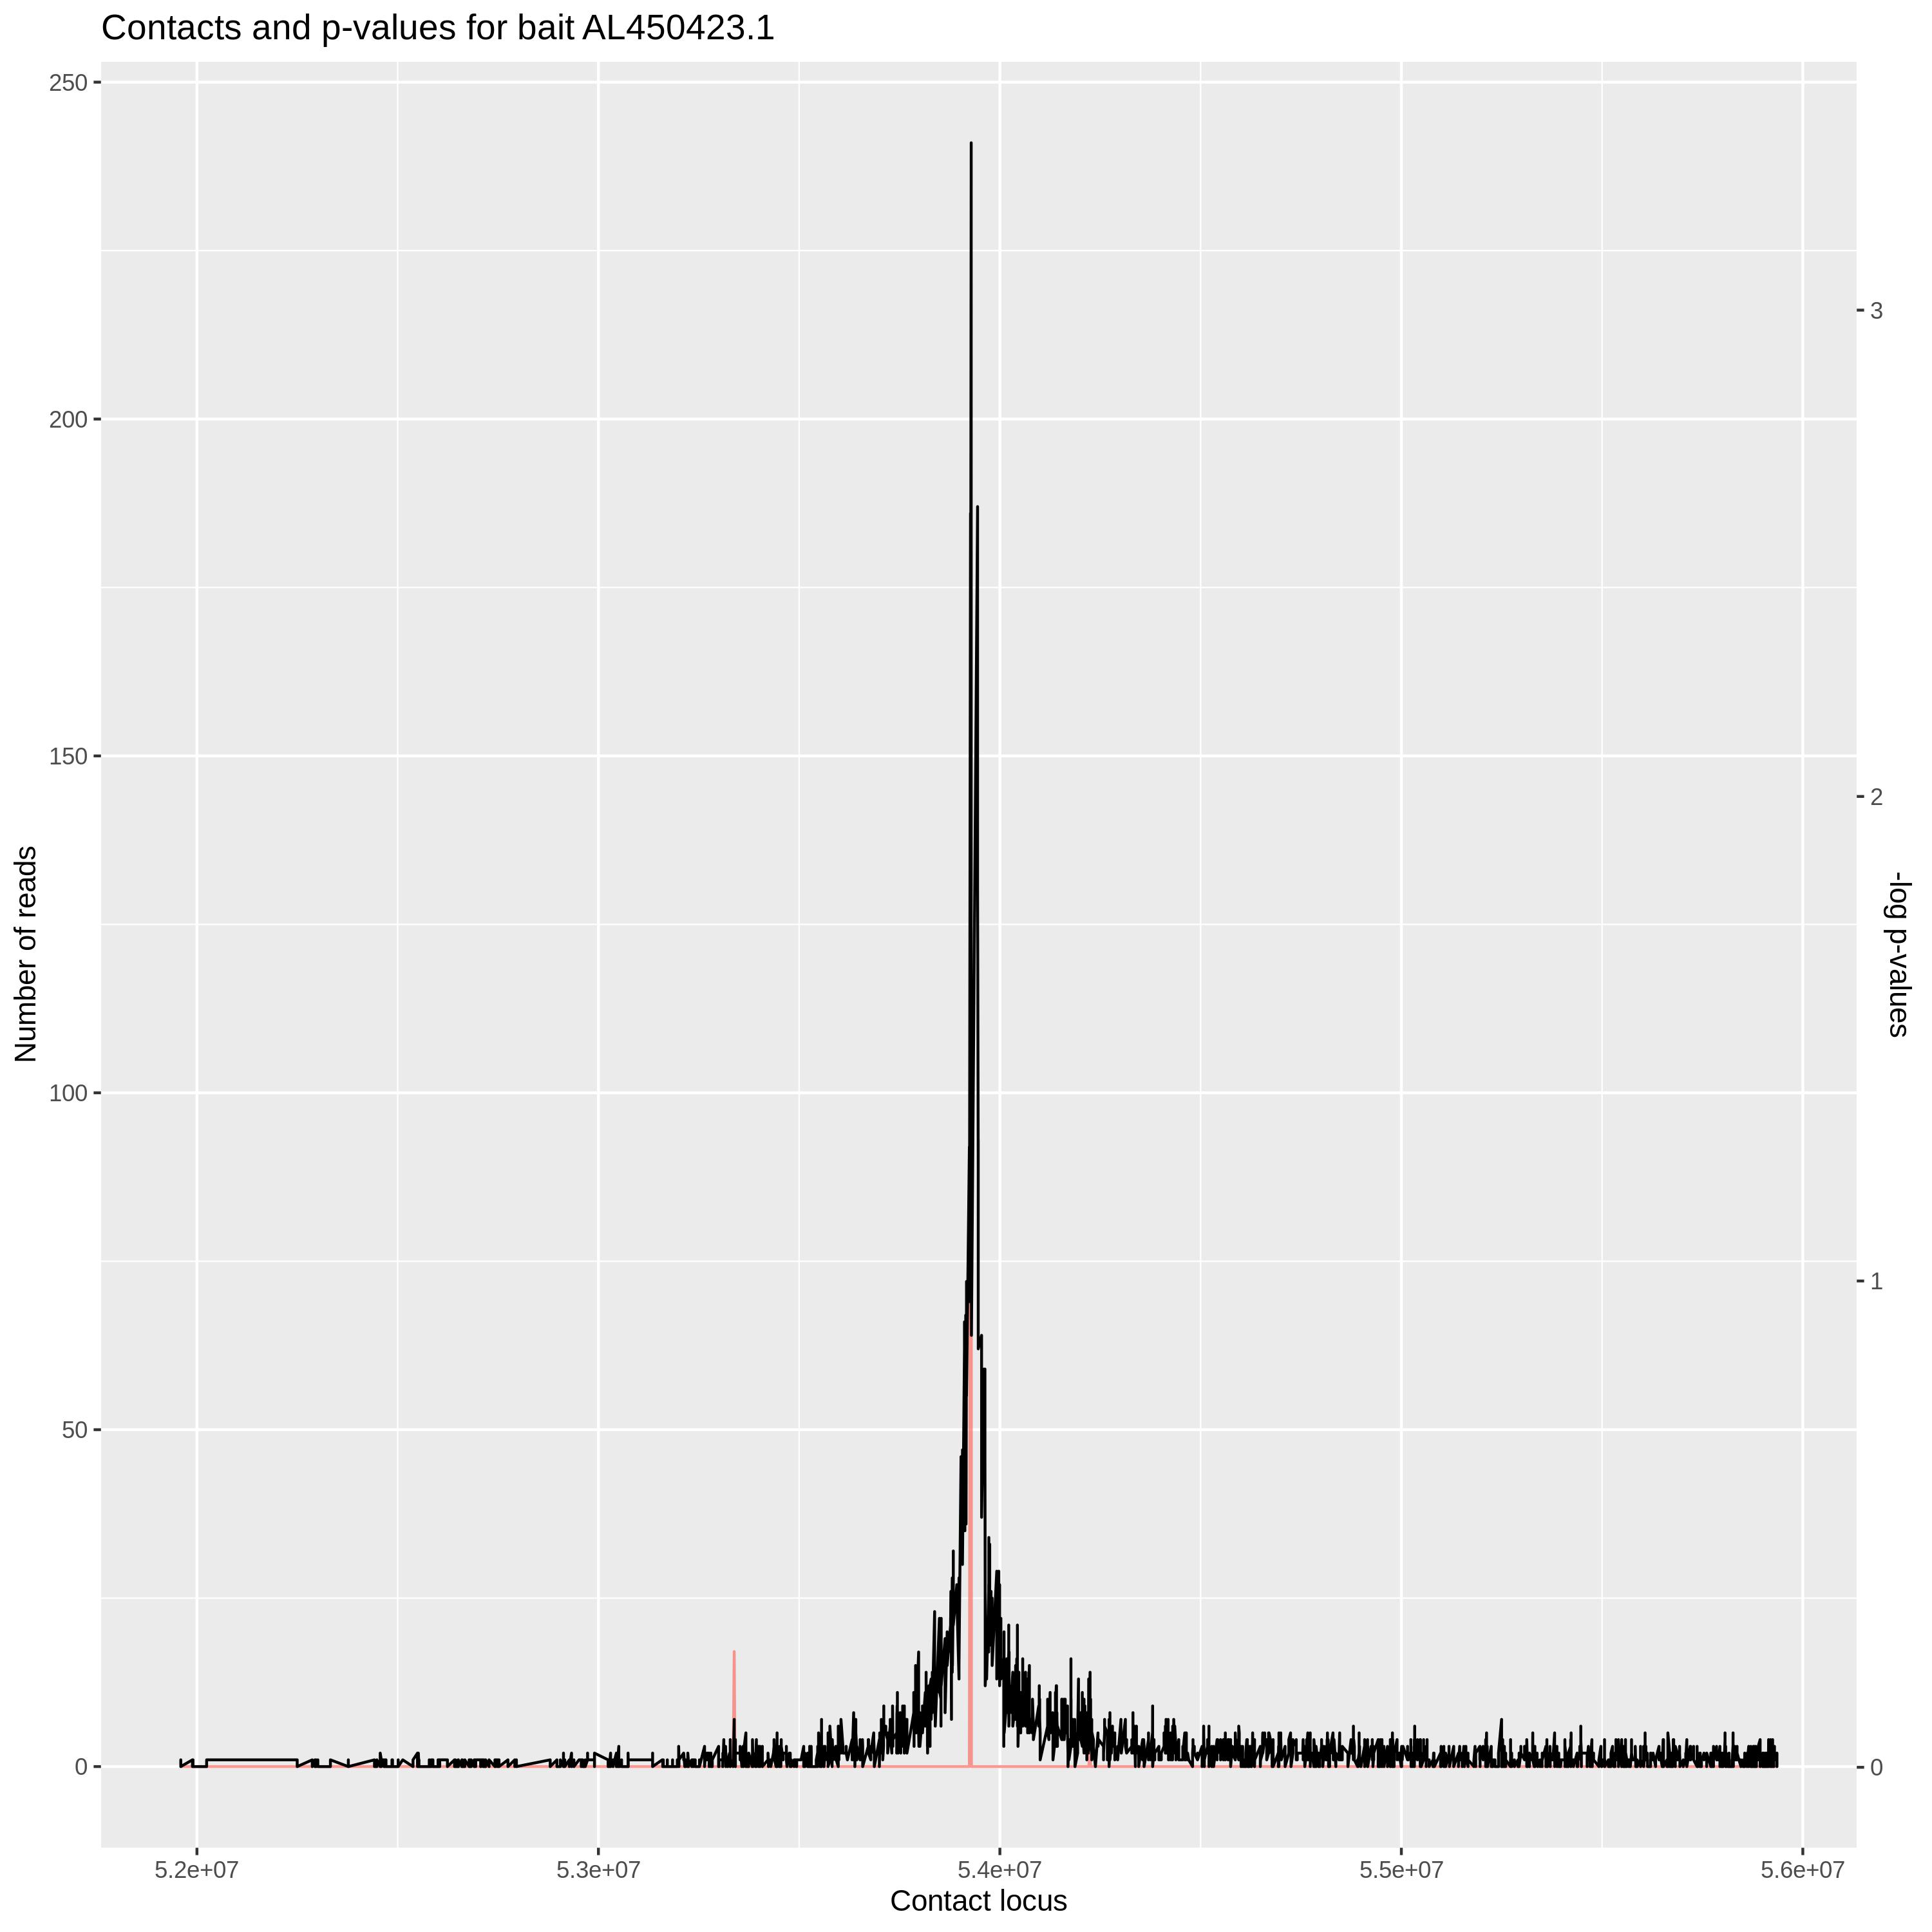 Contacts and p-values for bait AL450423.1
250
200
150
100
50
0
Number of reads
3
2
1
0
-log p-values
5.2e+07 5.3e+07 5.4e+07 5.5e+07 5.6e+07
Contact locus